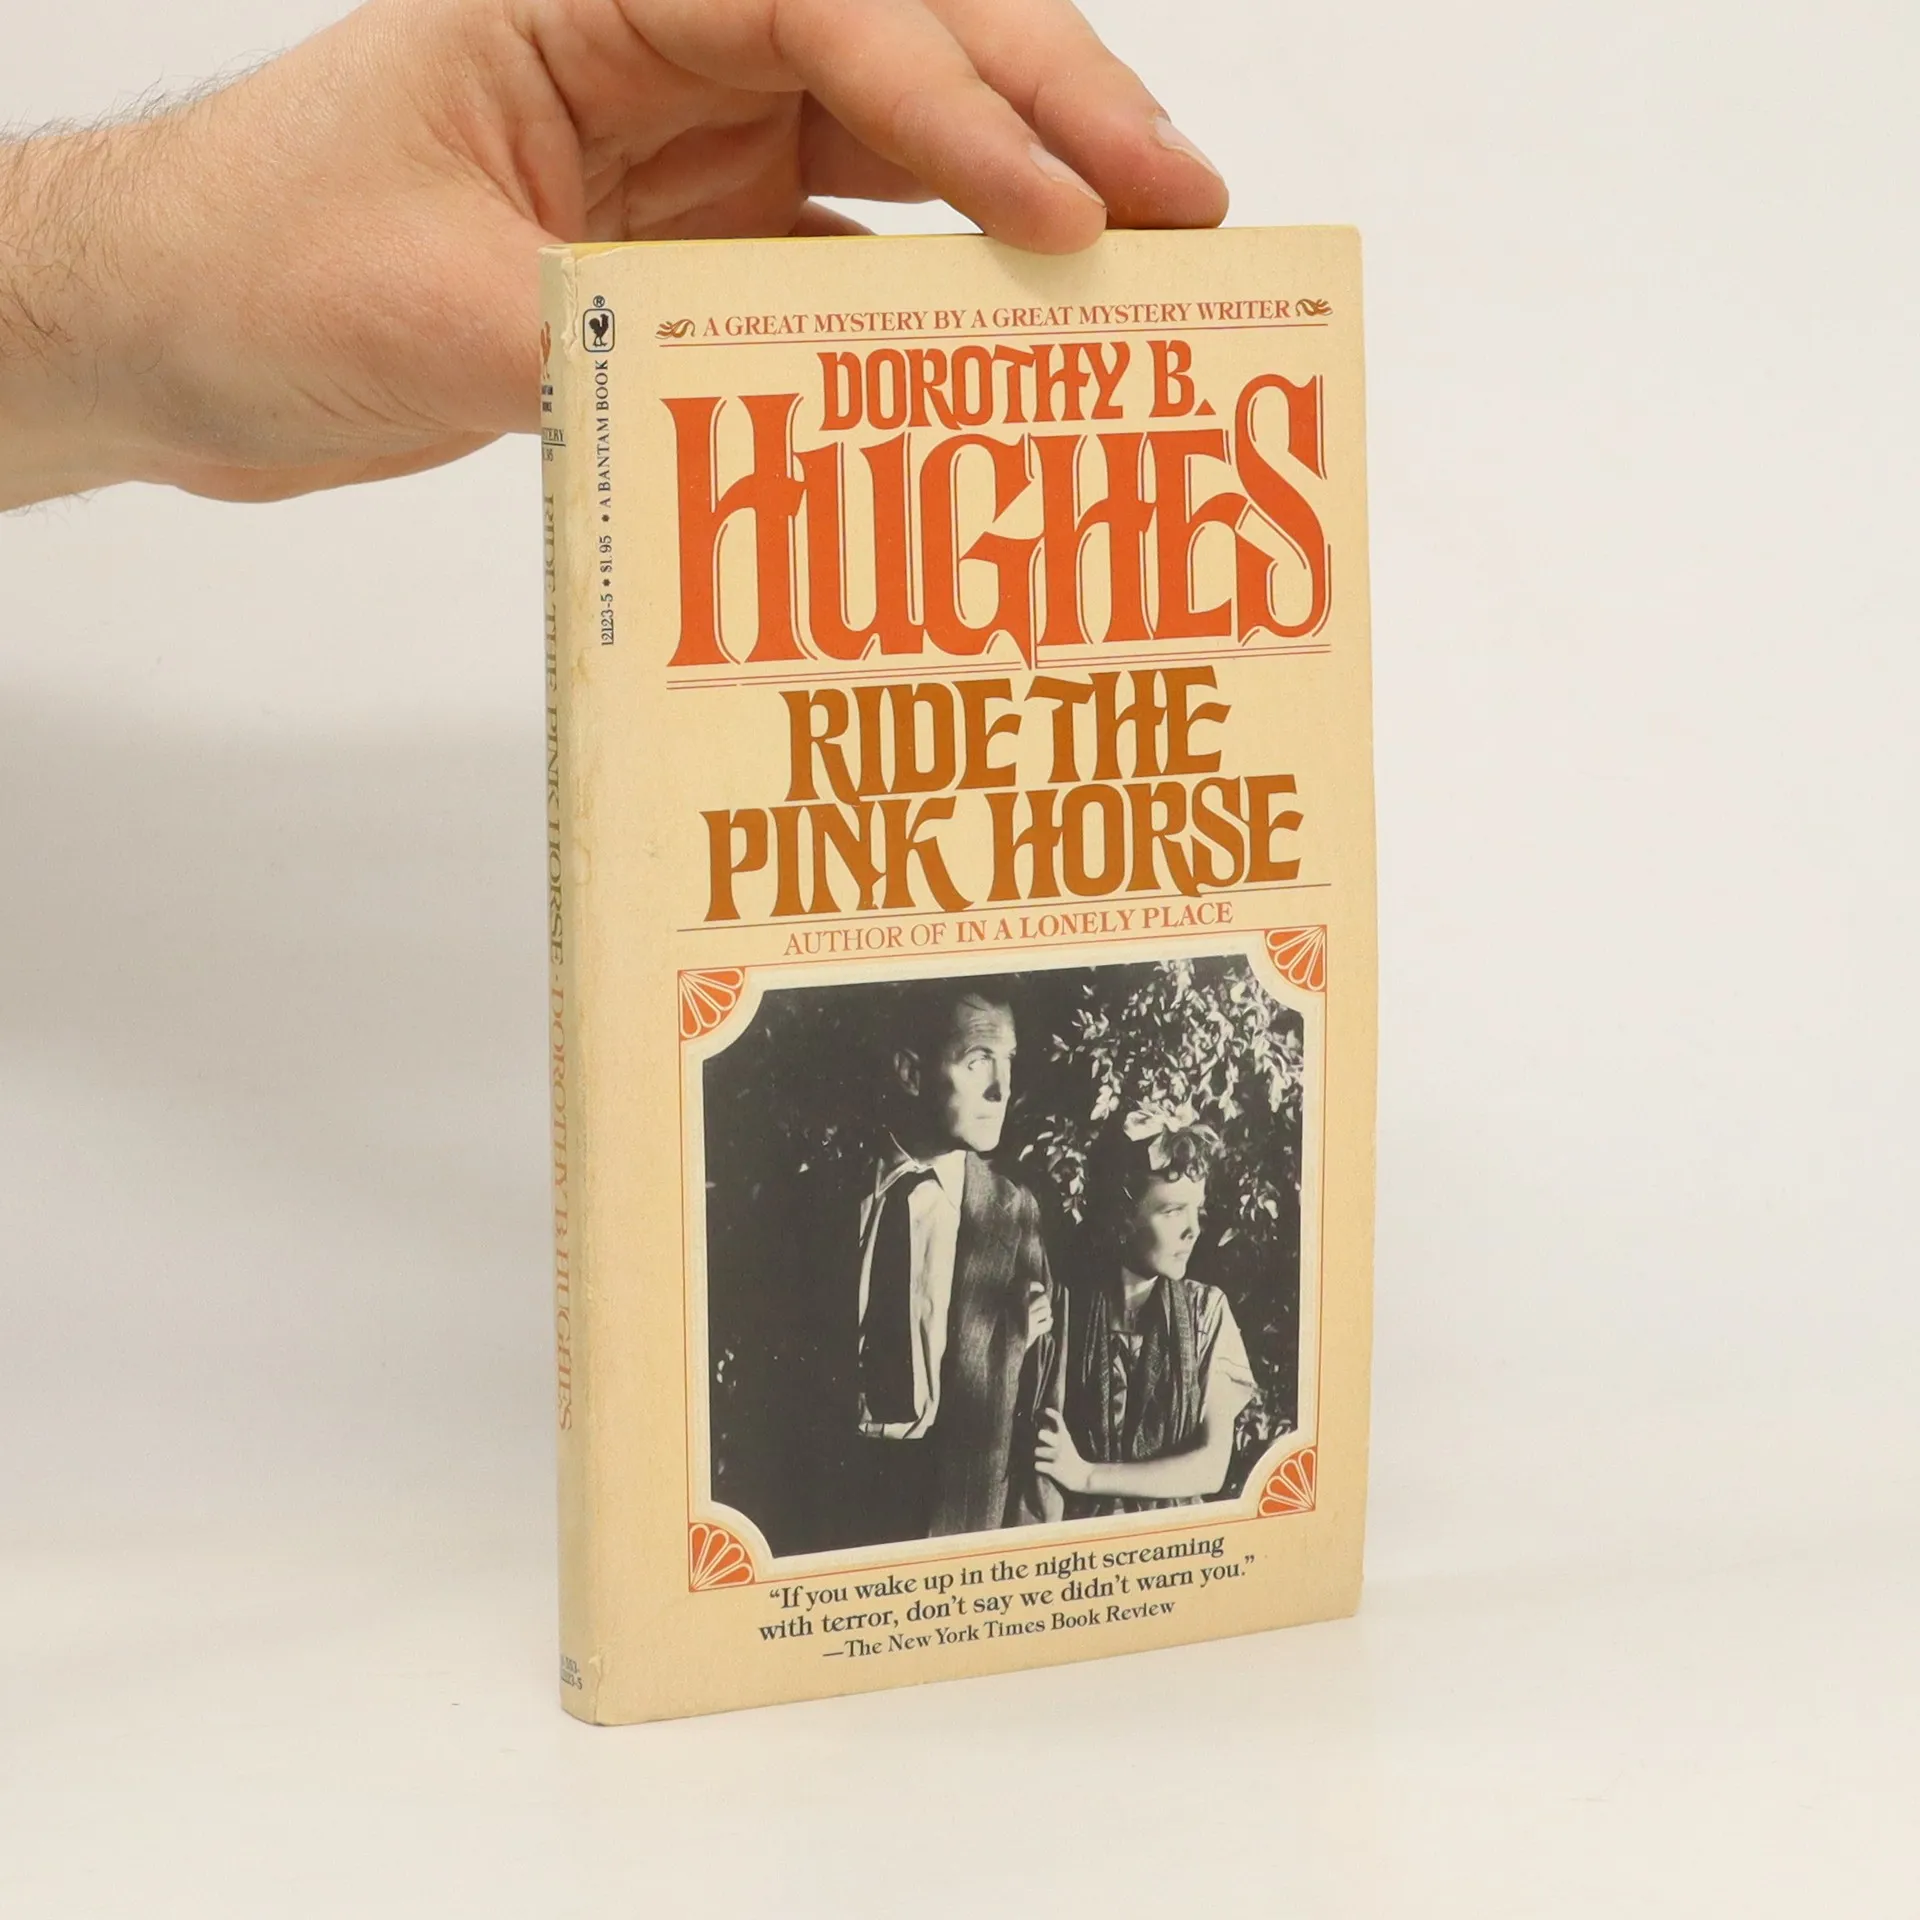 A GREAT MYSTERY BY A GREAT MYSTERY WRITER
DOROTHY B.
HUGHES
RIDE THE
PINK HORSE
AUTHOR OF IN A LONELY PLACE
"If you wake up in the night screaming
with terror, don't say we didn't warn you."
—The New York Times Book Review
12123-5 * $1.95 * A BANTAM BOOK ®
RIDE THE PINK HORSE · DOROTHY B. HUGHES